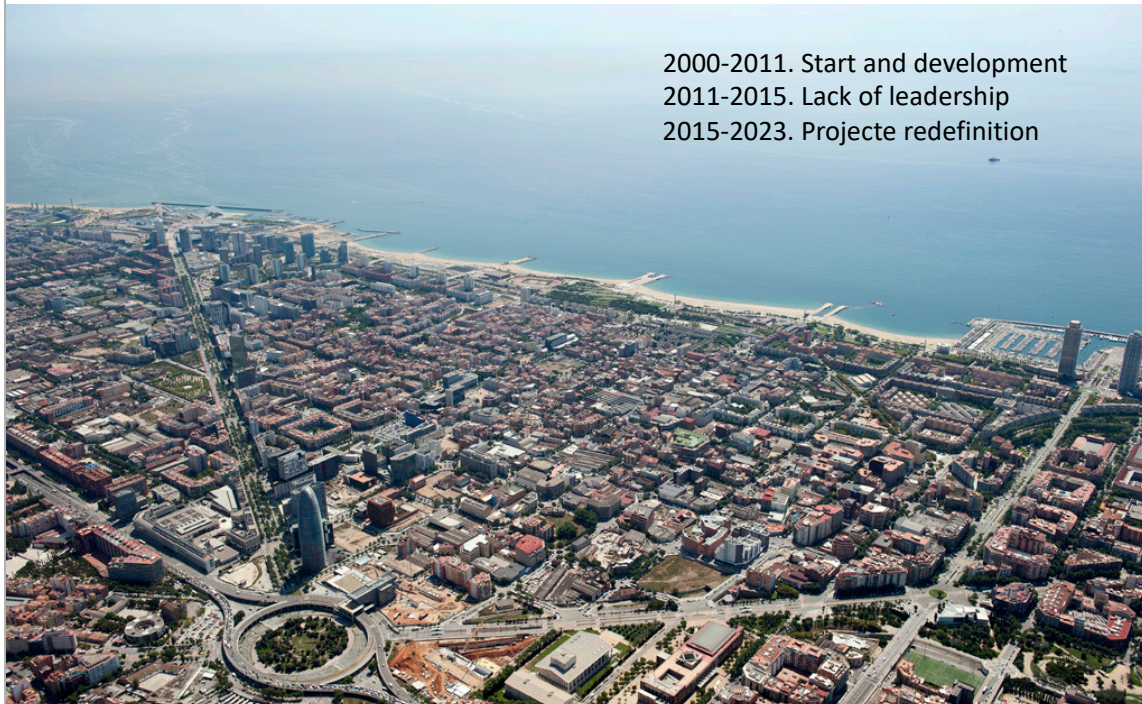 2000-2011. Start and development
2011-2015. Lack of leadership
2015-2023. Projecte redefinition